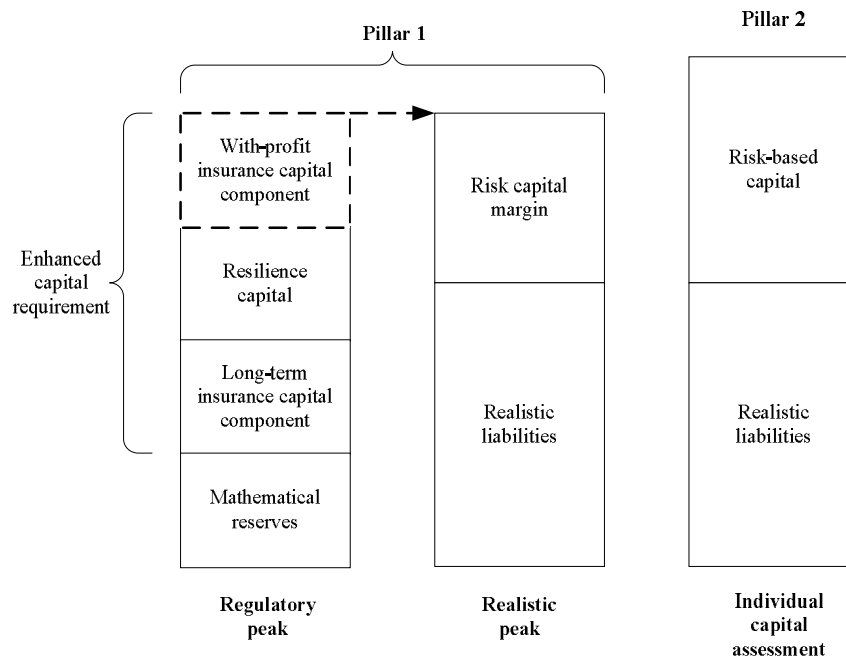 Pillar 1
Pillar 2
With-profit
insurance capital
component
Risk capital
margin
Risk-based
capital
Enhanced
capital
requirement
Resilience
capital
Long-term
insurance capital
component
Realistic
liabilities
Realistic
liabilities
Mathematical
reserves
Regulatory
peak
Realistic
peak
Individual
capital
assessment